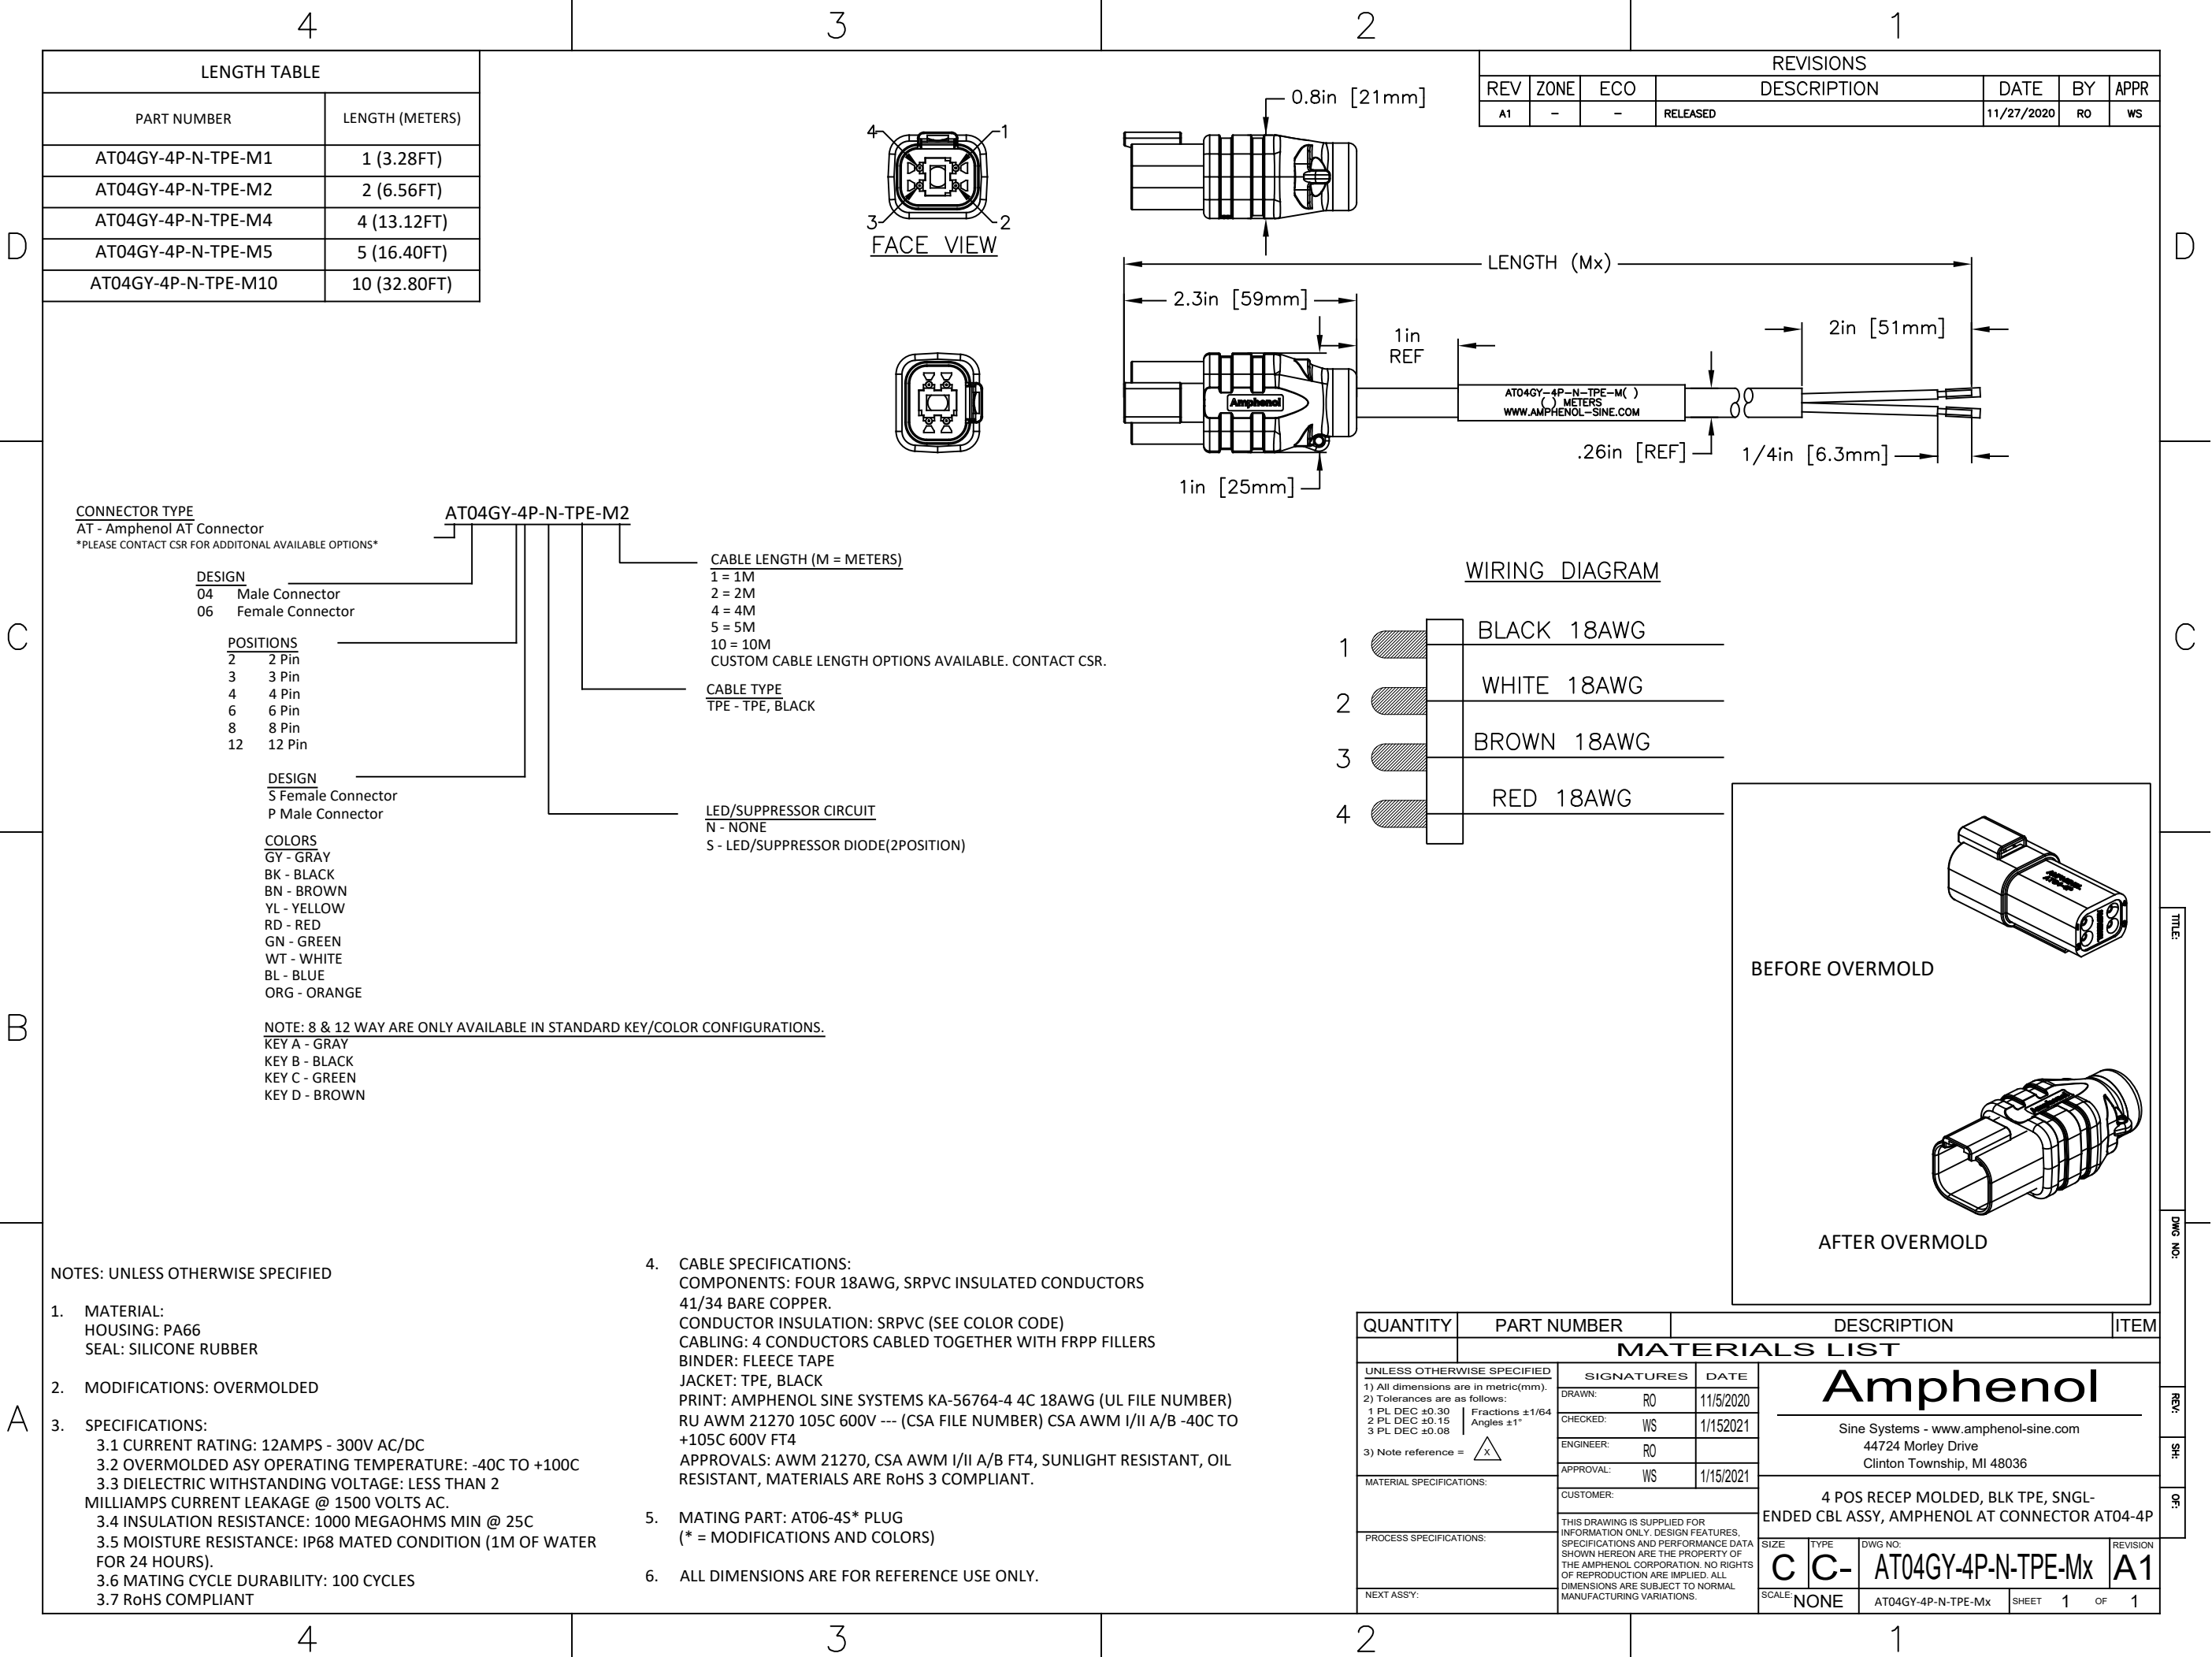 4 3 2 1
LENGTH TABLE
PART NUMBER LENGTH (METERS)
AT04GY-4P-N-TPE-M1 1 (3.28FT)
AT04GY-4P-N-TPE-M2 2 (6.56FT)
AT04GY-4P-N-TPE-M4 4 (13.12FT)
AT04GY-4P-N-TPE-M5 5 (16.40FT)
AT04GY-4P-N-TPE-M10 10 (32.80FT)
REVISIONS
REV ZONE ECO DESCRIPTION DATE BY APPR
A1 - - RELEASED 11/27/2020 RO WS
4 1
3 2
FACE VIEW
0.8in [21mm]
LENGTH (Mx)
2.3in [59mm]
1in
REF
2in [51mm]
Amphenol
AT04GY-4P-N-TPE-M( )
( ) METERS
WWW.AMPHENOL-SINE.COM
.26in [REF]
1/4in [6.3mm]
1in [25mm]
D D
C C
B
A
AT04GY-4P-N-TPE-M2
CONNECTOR TYPE
AT - Amphenol AT Connector
*PLEASE CONTACT CSR FOR ADDITONAL AVAILABLE OPTIONS*
DESIGN
04 Male Connector
06 Female Connector
POSITIONS
2 2 Pin
3 3 Pin
4 4 Pin
6 6 Pin
8 8 Pin
12 12 Pin
DESIGN
S Female Connector
P Male Connector
COLORS
GY - GRAY
BK - BLACK
BN - BROWN
YL - YELLOW
RD - RED
GN - GREEN
WT - WHITE
BL - BLUE
ORG - ORANGE
NOTE: 8 & 12 WAY ARE ONLY AVAILABLE IN STANDARD KEY/COLOR CONFIGURATIONS.
KEY A - GRAY
KEY B - BLACK
KEY C - GREEN
KEY D - BROWN
CABLE LENGTH (M = METERS)
1 = 1M
2 = 2M
4 = 4M
5 = 5M
10 = 10M
CUSTOM CABLE LENGTH OPTIONS AVAILABLE. CONTACT CSR.
CABLE TYPE
TPE - TPE, BLACK
LED/SUPPRESSOR CIRCUIT
N - NONE
S - LED/SUPPRESSOR DIODE(2POSITION)
WIRING DIAGRAM
1 BLACK 18AWG
2 WHITE 18AWG
3 BROWN 18AWG
4 RED 18AWG
BEFORE OVERMOLD
AFTER OVERMOLD
TITLE:
DWG NO:
REV:
SH:
OF:
NOTES: UNLESS OTHERWISE SPECIFIED
1. MATERIAL:
HOUSING: PA66
SEAL: SILICONE RUBBER
2. MODIFICATIONS: OVERMOLDED
3. SPECIFICATIONS:
3.1 CURRENT RATING: 12AMPS - 300V AC/DC
3.2 OVERMOLDED ASY OPERATING TEMPERATURE: -40C TO +100C
3.3 DIELECTRIC WITHSTANDING VOLTAGE: LESS THAN 2
MILLIAMPS CURRENT LEAKAGE @ 1500 VOLTS AC.
3.4 INSULATION RESISTANCE: 1000 MEGAOHMS MIN @ 25C
3.5 MOISTURE RESISTANCE: IP68 MATED CONDITION (1M OF WATER
FOR 24 HOURS).
3.6 MATING CYCLE DURABILITY: 100 CYCLES
3.7 RoHS COMPLIANT
4. CABLE SPECIFICATIONS:
COMPONENTS: FOUR 18AWG, SRPVC INSULATED CONDUCTORS
41/34 BARE COPPER.
CONDUCTOR INSULATION: SRPVC (SEE COLOR CODE)
CABLING: 4 CONDUCTORS CABLED TOGETHER WITH FRPP FILLERS
BINDER: FLEECE TAPE
JACKET: TPE, BLACK
PRINT: AMPHENOL SINE SYSTEMS KA-56764-4 4C 18AWG (UL FILE NUMBER)
RU AWM 21270 105C 600V --- (CSA FILE NUMBER) CSA AWM I/II A/B -40C TO
+105C 600V FT4
APPROVALS: AWM 21270, CSA AWM I/II A/B FT4, SUNLIGHT RESISTANT, OIL
RESISTANT, MATERIALS ARE RoHS 3 COMPLIANT.
5. MATING PART: AT06-4S* PLUG
(* = MODIFICATIONS AND COLORS)
6. ALL DIMENSIONS ARE FOR REFERENCE USE ONLY.
QUANTITY PART NUMBER DESCRIPTION ITEM
MATERIALS LIST
UNLESS OTHERWISE SPECIFIED
1) All dimensions are in metric(mm).
2) Tolerances are as follows:
1 PL DEC ±0.30 Fractions ±1/64
2 PL DEC ±0.15 Angles ±1°
3 PL DEC ±0.08
3) Note reference = X
MATERIAL SPECIFICATIONS:
PROCESS SPECIFICATIONS:
NEXT ASS'Y:
SIGNATURES DATE
DRAWN: RO 11/5/2020
CHECKED: WS 1/152021
ENGINEER: RO
APPROVAL: WS 1/15/2021
CUSTOMER:
THIS DRAWING IS SUPPLIED FOR
INFORMATION ONLY. DESIGN FEATURES,
SPECIFICATIONS AND PERFORMANCE DATA
SHOWN HEREON ARE THE PROPERTY OF
THE AMPHENOL CORPORATION. NO RIGHTS
OF REPRODUCTION ARE IMPLIED. ALL
DIMENSIONS ARE SUBJECT TO NORMAL
MANUFACTURING VARIATIONS.
Amphenol
Sine Systems - www.amphenol-sine.com
44724 Morley Drive
Clinton Township, MI 48036
4 POS RECEP MOLDED, BLK TPE, SNGL-
ENDED CBL ASSY, AMPHENOL AT CONNECTOR AT04-4P
SIZE TYPE DWG NO: REVISION
C C- AT04GY-4P-N-TPE-Mx A1
SCALE: NONE AT04GY-4P-N-TPE-Mx SHEET 1 OF 1
4 3 2 1